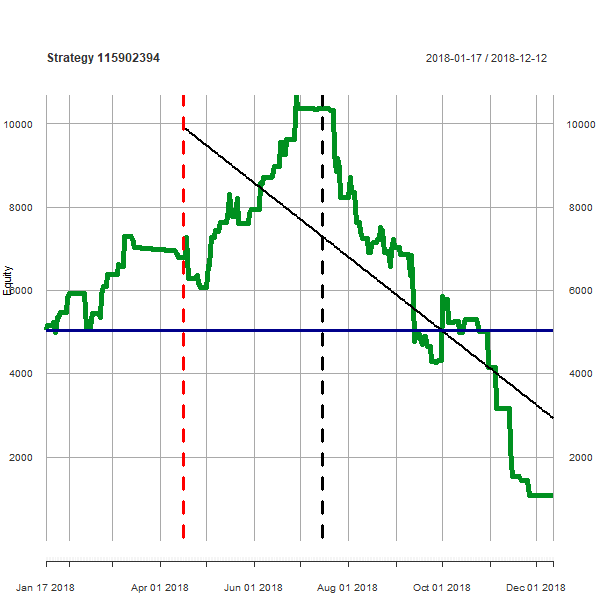 Strategy 115902394
2018-01-17 / 2018-12-12
Equity
10000
8000
6000
4000
2000
10000
8000
6000
4000
2000
Jan 17 2018
Apr 01 2018
Jun 01 2018
Aug 01 2018
Oct 01 2018
Dec 01 2018